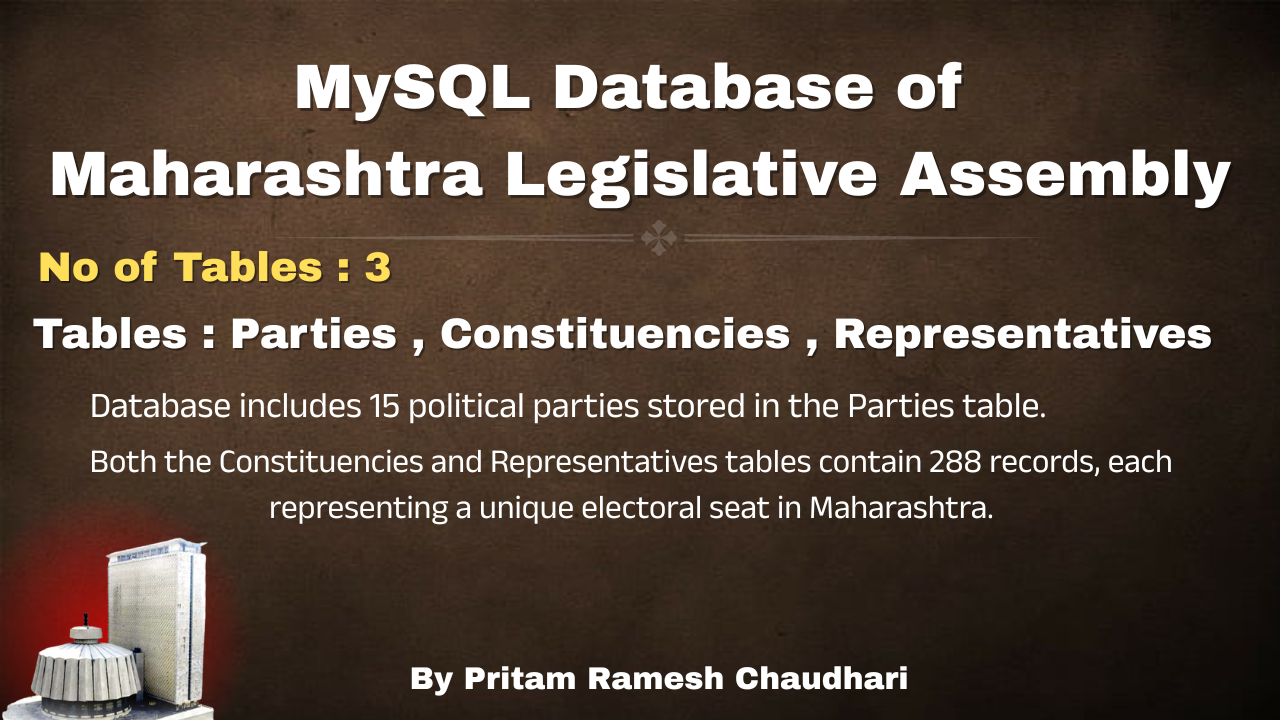 MySQL Database of
Maharashtra Legislative Assembly
No of Tables : 3
Tables : Parties , Constituencies , Representatives
Database includes 15 political parties stored in the Parties table.
Both the Constituencies and Representatives tables contain 288 records, each
representing a unique electoral seat in Maharashtra.
By Pritam Ramesh Chaudhari